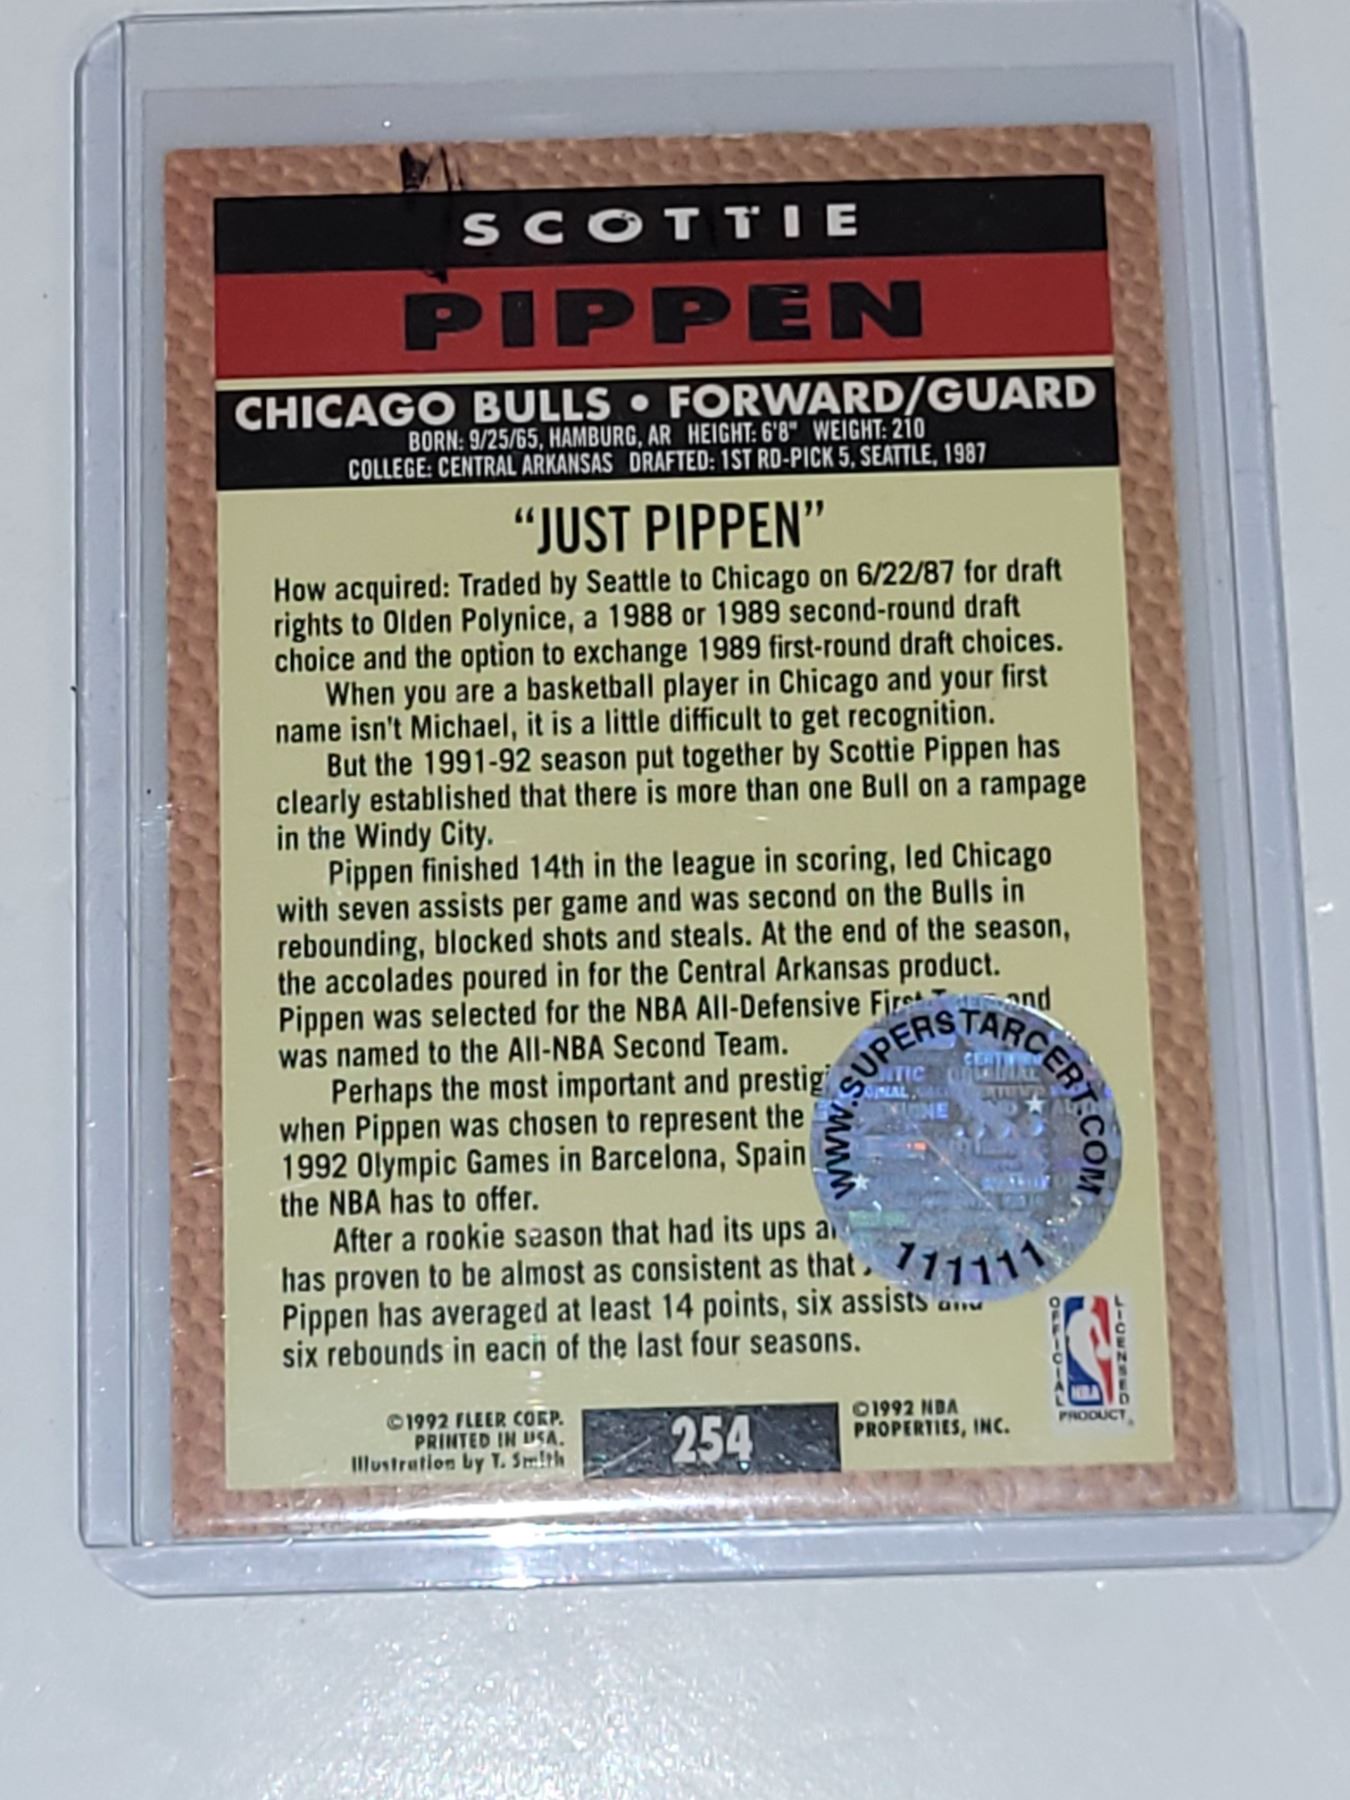 SCOTTIE
PIPPEN
CHICAGO BULLS • FORWARD/GUARD
BORN: 9/25/65, HAMBURG, AR HEIGHT: 6'8" WEIGHT: 210
COLLEGE: CENTRAL ARKANSAS DRAFTED: 1ST RD-PICK 5, SEATTLE, 1987
“JUST PIPPEN”
How acquired: Traded by Seattle to Chicago on 6/22/87 for draft
rights to Olden Polynice, a 1988 or 1989 second-round draft
choice and the option to exchange 1989 first-round draft choices.
When you are a basketball player in Chicago and your first
name isn't Michael, it is a little difficult to get recognition.
But the 1991-92 season put together by Scottie Pippen has
clearly established that there is more than one Bull on a rampage
in the Windy City.
Pippen finished 14th in the league in scoring, led Chicago
with seven assists per game and was second on the Bulls in
rebounding, blocked shots and steals. At the end of the season,
the accolades poured in for the Central Arkansas product.
Pippen was selected for the NBA All-Defensive First Team and
was named to the All-NBA Second Team.
Perhaps the most important and
when Pippen was chosen to represent the
1992 Olympic Games in Barcelona, Spain
the NBA has to offer.
After a rookie season that had its ups
has proven to be almost as consistent as that
Pippen has averaged at least 14 points, six assists and
six rebounds in each of the last four seasons.
WWW.SUPERSTARCERT.COM
111111
©1992 FLEER CORP.
PRINTED IN USA.
Illustration by T. Smith
254
©1992 NBA
PROPERTIES, INC.
OFFICIAL
LICENSED
NBA
PRODUCT